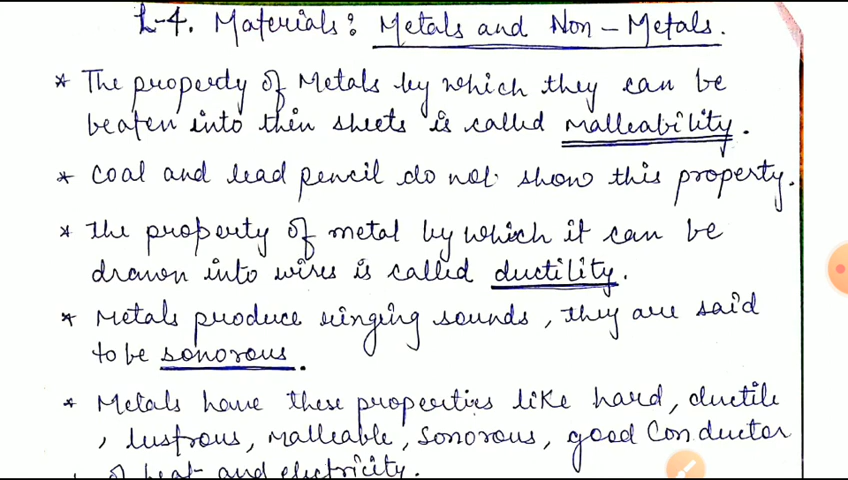 L-4. Materials: Metals and Non-Metals.
* The property of Metals by which they can be
beaten into thin sheets is called malleability.
* Coal and lead pencil do not show this property.
* The property of metal by which it can be
drawn into wires is called ductility.
* Metals produce ringing sounds, they are said
to be sonorous.
* Metals have these properties like hard, ductile
, lustrous, malleable, sonorous, good conductor
of heat and electricity.